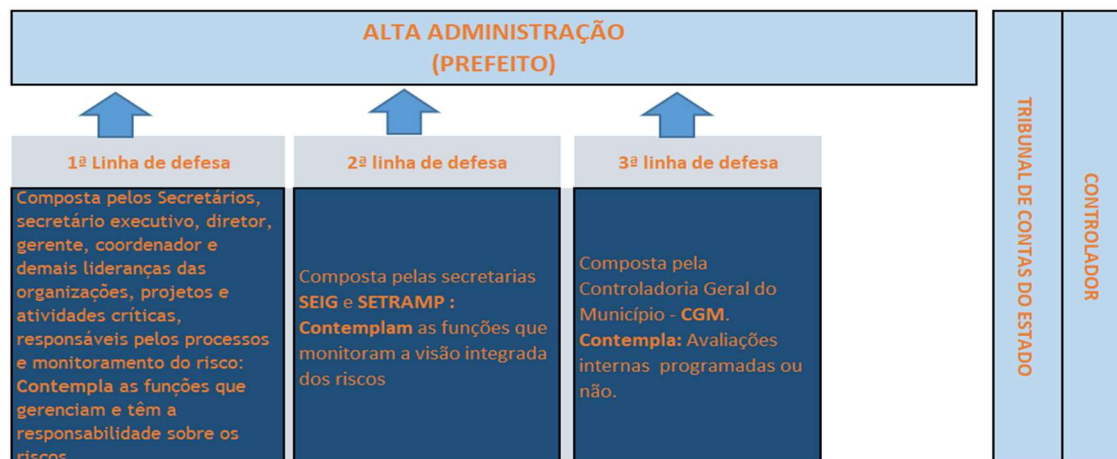 ALTA ADMINISTRAÇÃO
(PREFEITO)
1ª Linha de defesa
Composta pelos Secretários,
secretário executivo, diretor,
gerente, coordenador e
demais lideranças das
organizações, projetos e
atividades críticas,
responsáveis pelos processos
e monitoramento do risco:
Contempla as funções que
gerenciam e têm a
responsabilidade sobre os
riscos
2ª linha de defesa
Composta pelas secretarias
SEIG e SETRAMP :
Contemplam as funções que
monitoram a visão integrada
dos riscos
3ª linha de defesa
Composta pela
Controladoria Geral do
Município - CGM.
Contempla: Avaliações
internas programadas ou
não.
TRIBUNAL DE CONTAS DO ESTADO
CONTROLADOR